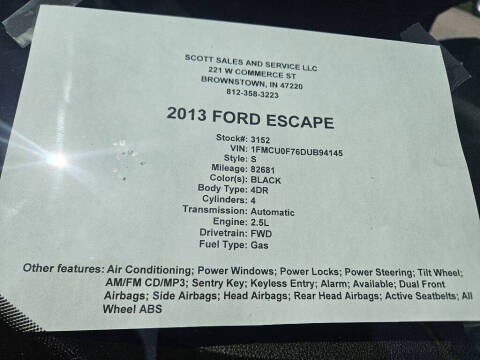 SCOTT SALES AND SERVICE LLC
221 W COMMERCE ST
BROWNSTOWN, IN 47220
812-358-3223
2013 FORD ESCAPE
Stock#: 3152
VIN: 1FMCU0F76DUB94145
Style: S
Mileage: 82681
Color(s): BLACK
Body Type: 4DR
Cylinders: 4
Transmission: Automatic
Engine: 2.5L
Drivetrain: FWD
Fuel Type: Gas
Other features: Air Conditioning; Power Windows; Power Locks; Power Steering; Tilt Wheel;
AM/FM CD/MP3; Sentry Key; Keyless Entry; Alarm; Available; Dual Front
Airbags; Side Airbags; Head Airbags; Rear Head Airbags; Active Seatbelts; All
Wheel ABS